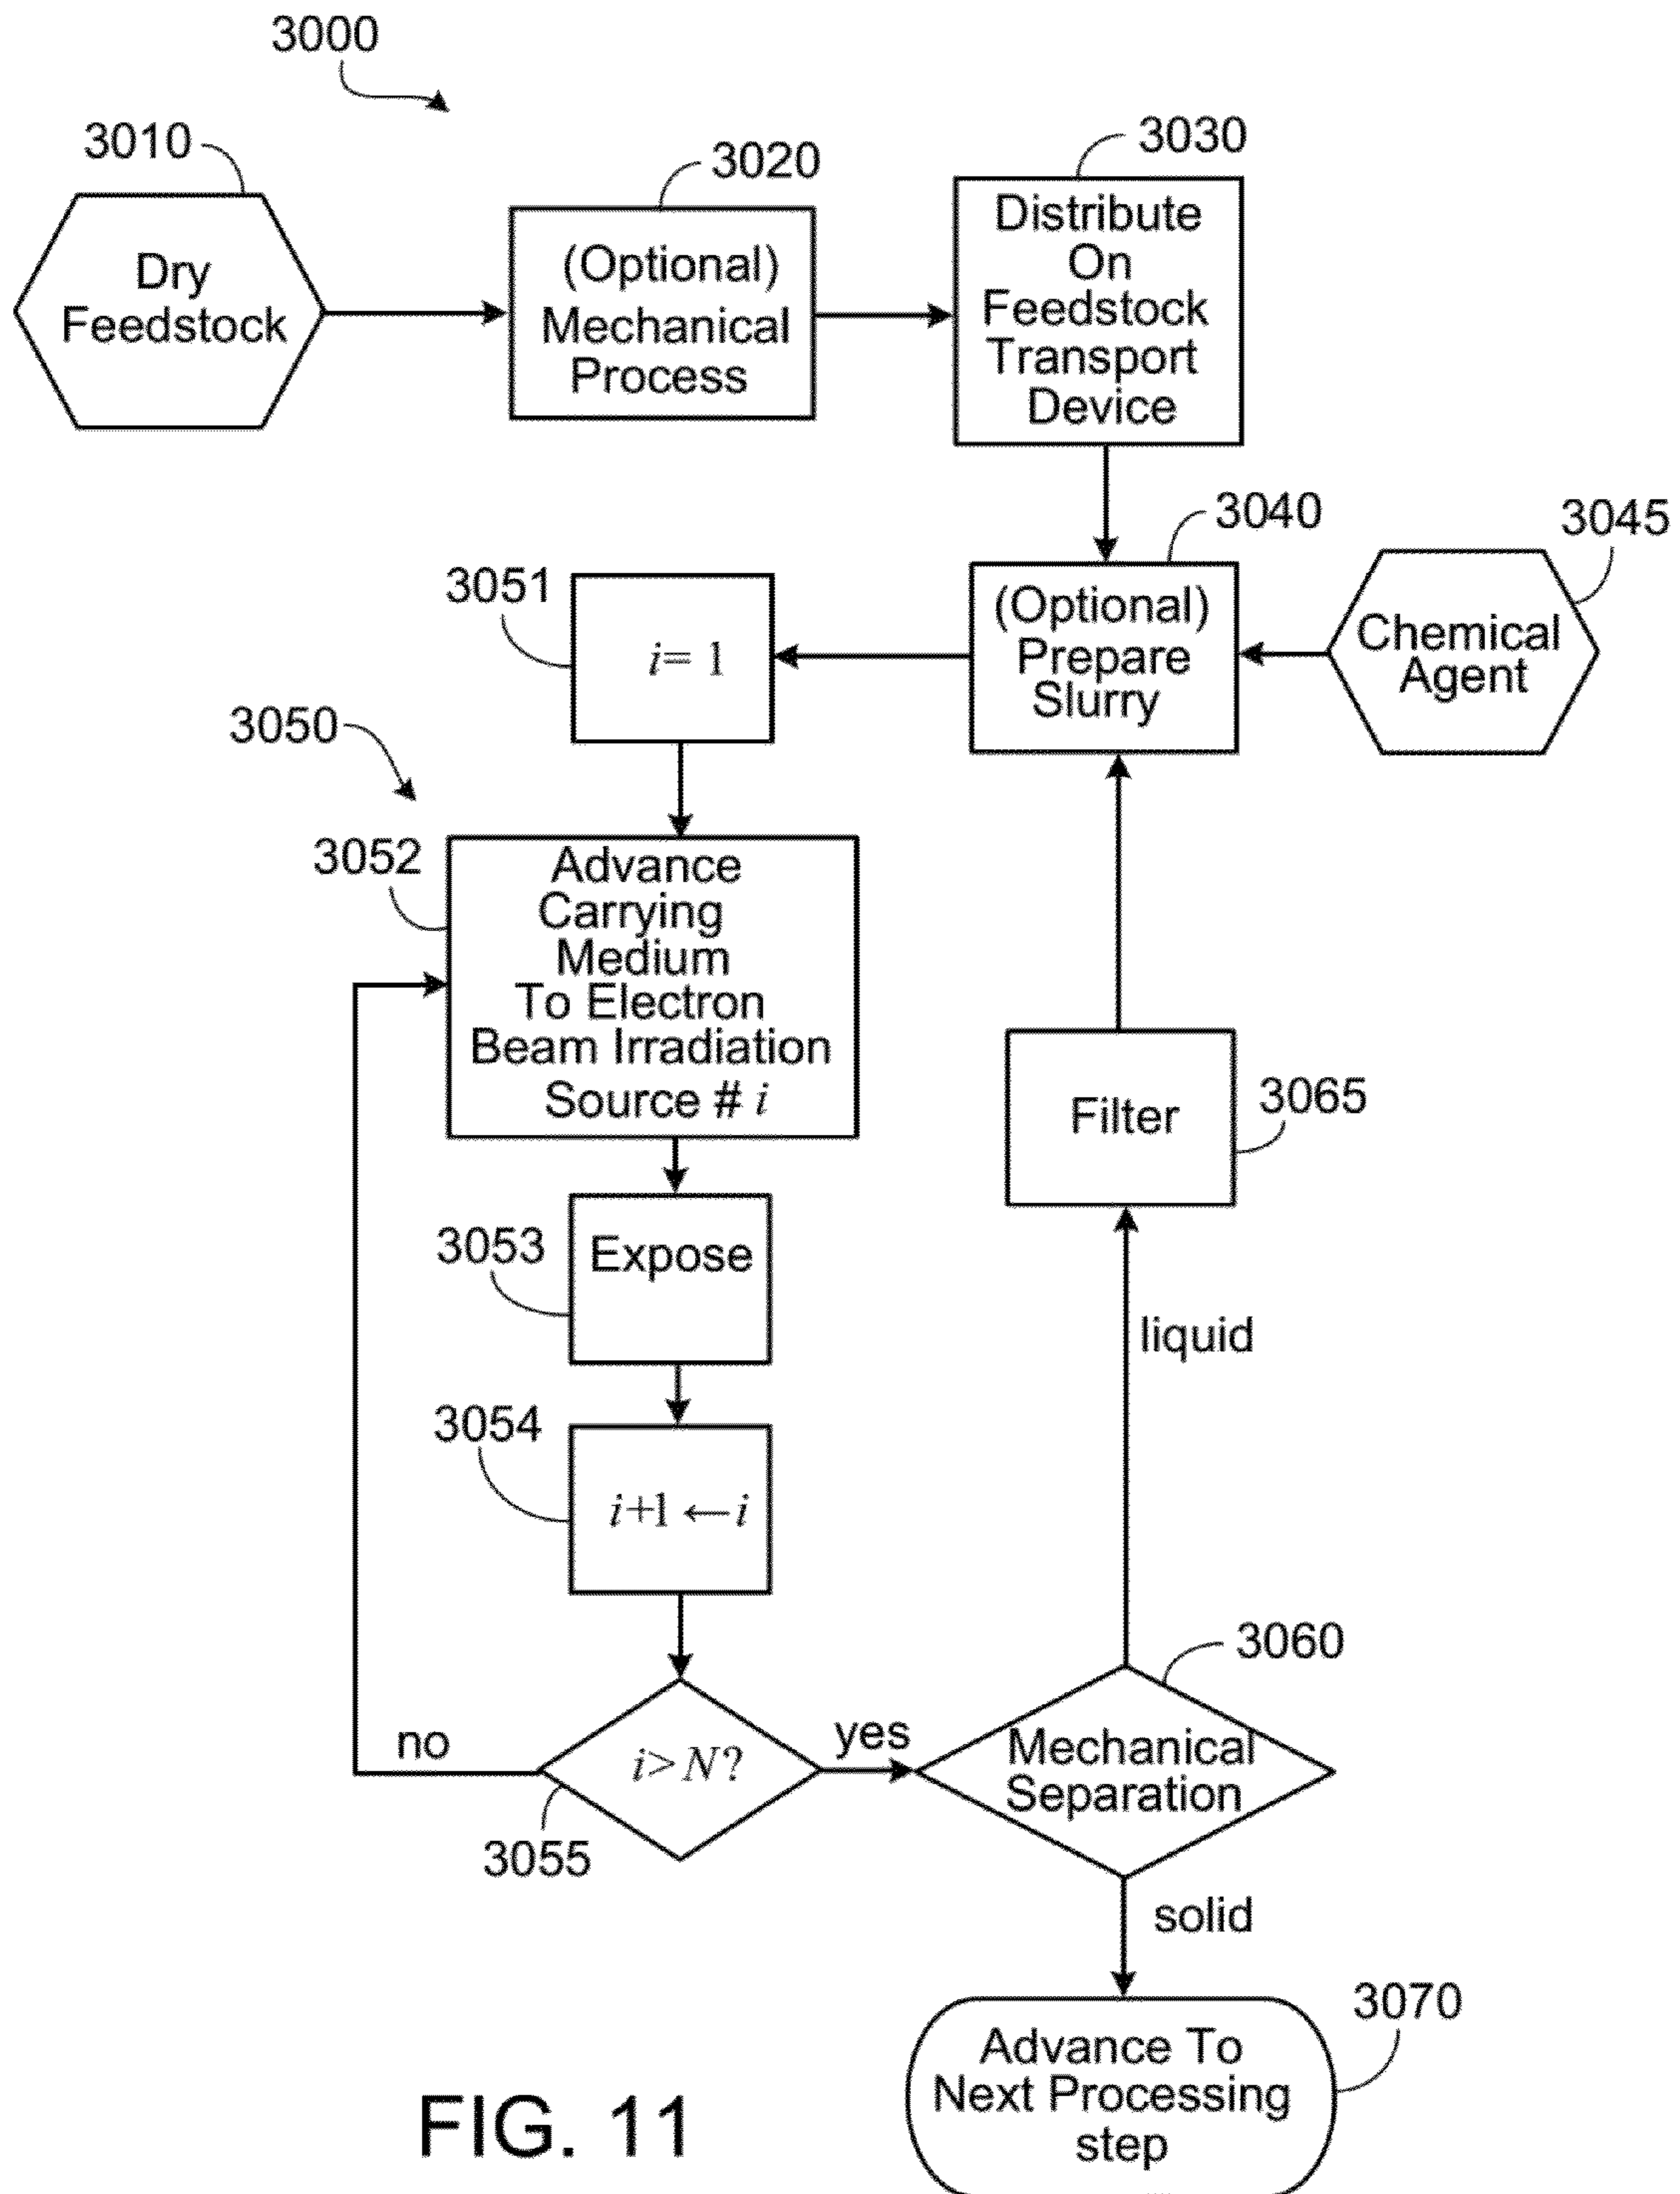 3000
3010
Dry
Feedstock
3020
(Optional)
Mechanical
Process
3030
Distribute
On
Feedstock
Transport
Device
3040
(Optional)
Prepare
Slurry
3045
Chemical
Agent
3051
i= 1
3050
3052
Advance
Carrying
Medium
To Electron
Beam Irradiation
Source # i
3053
Expose
3054
i+1 ←i
3055
i> N?
no
yes
3060
Mechanical
Separation
liquid
3065
Filter
solid
3070
Advance To
Next Processing
step
FIG. 11